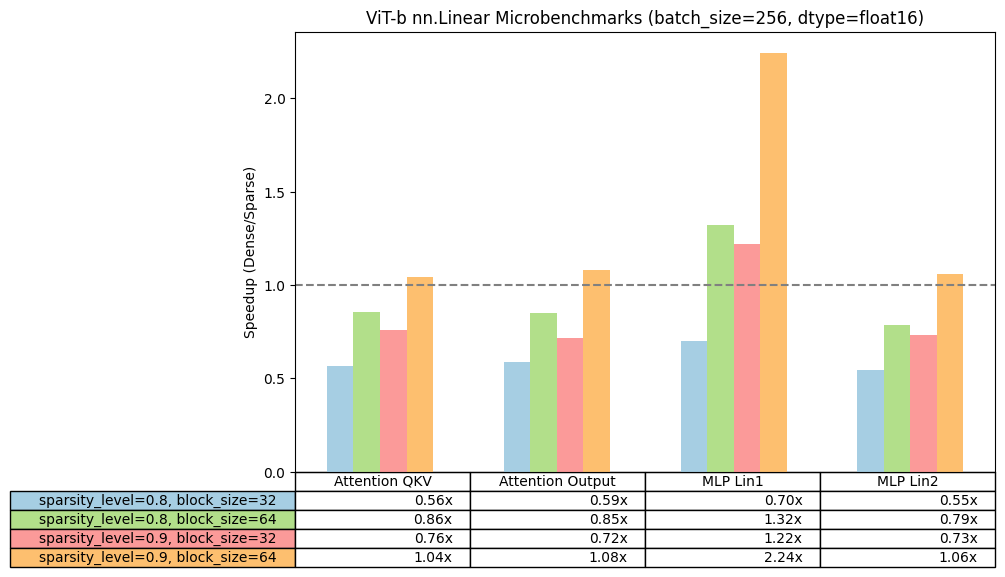 ViT-b nn.Linear Microbenchmarks (batch_size=256, dtype=float16)
Speedup (Dense/Sparse)
2.0
1.5
1.0
0.5
0.0
Attention QKV Attention Output MLP Lin1 MLP Lin2
sparsity_level=0.8, block_size=32 0.56x 0.59x 0.70x 0.55x
sparsity_level=0.8, block_size=64 0.86x 0.85x 1.32x 0.79x
sparsity_level=0.9, block_size=32 0.76x 0.72x 1.22x 0.73x
sparsity_level=0.9, block_size=64 1.04x 1.08x 2.24x 1.06x